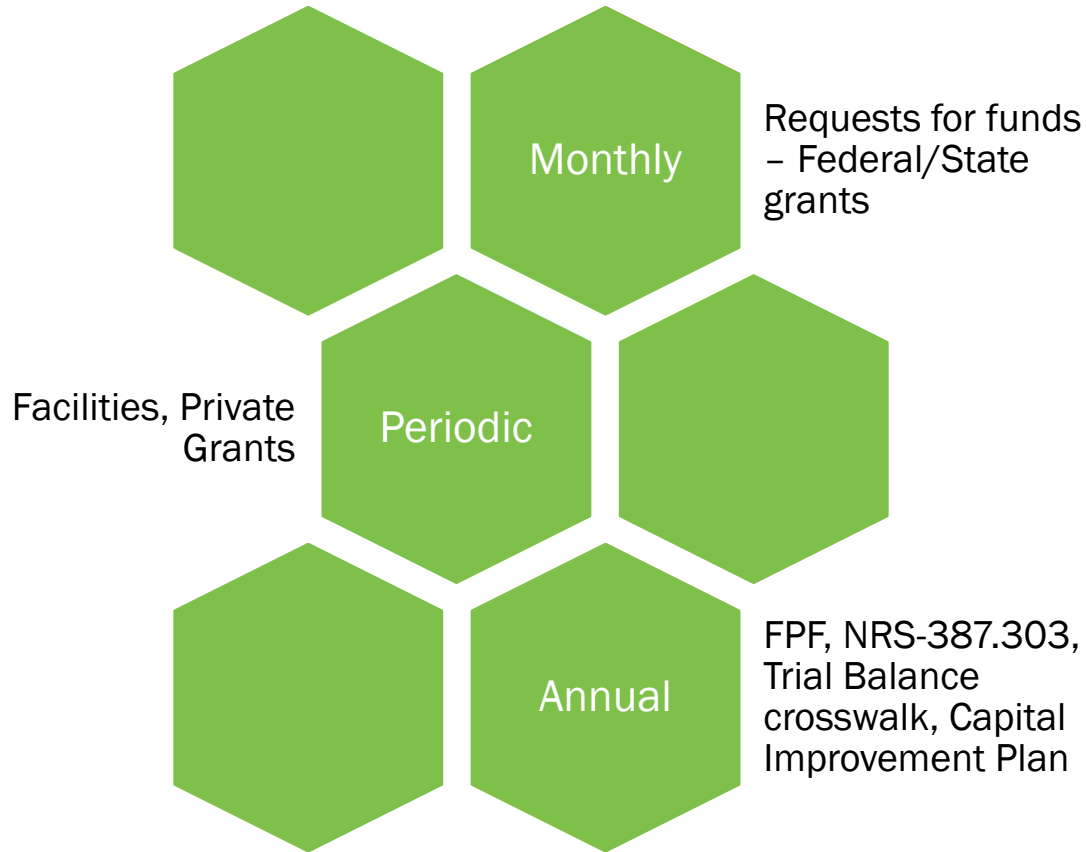 Monthly
Requests for funds
– Federal/State
grants
Facilities, Private
Grants
Periodic
Annual
FPF, NRS-387.303,
Trial Balance
crosswalk, Capital
Improvement Plan